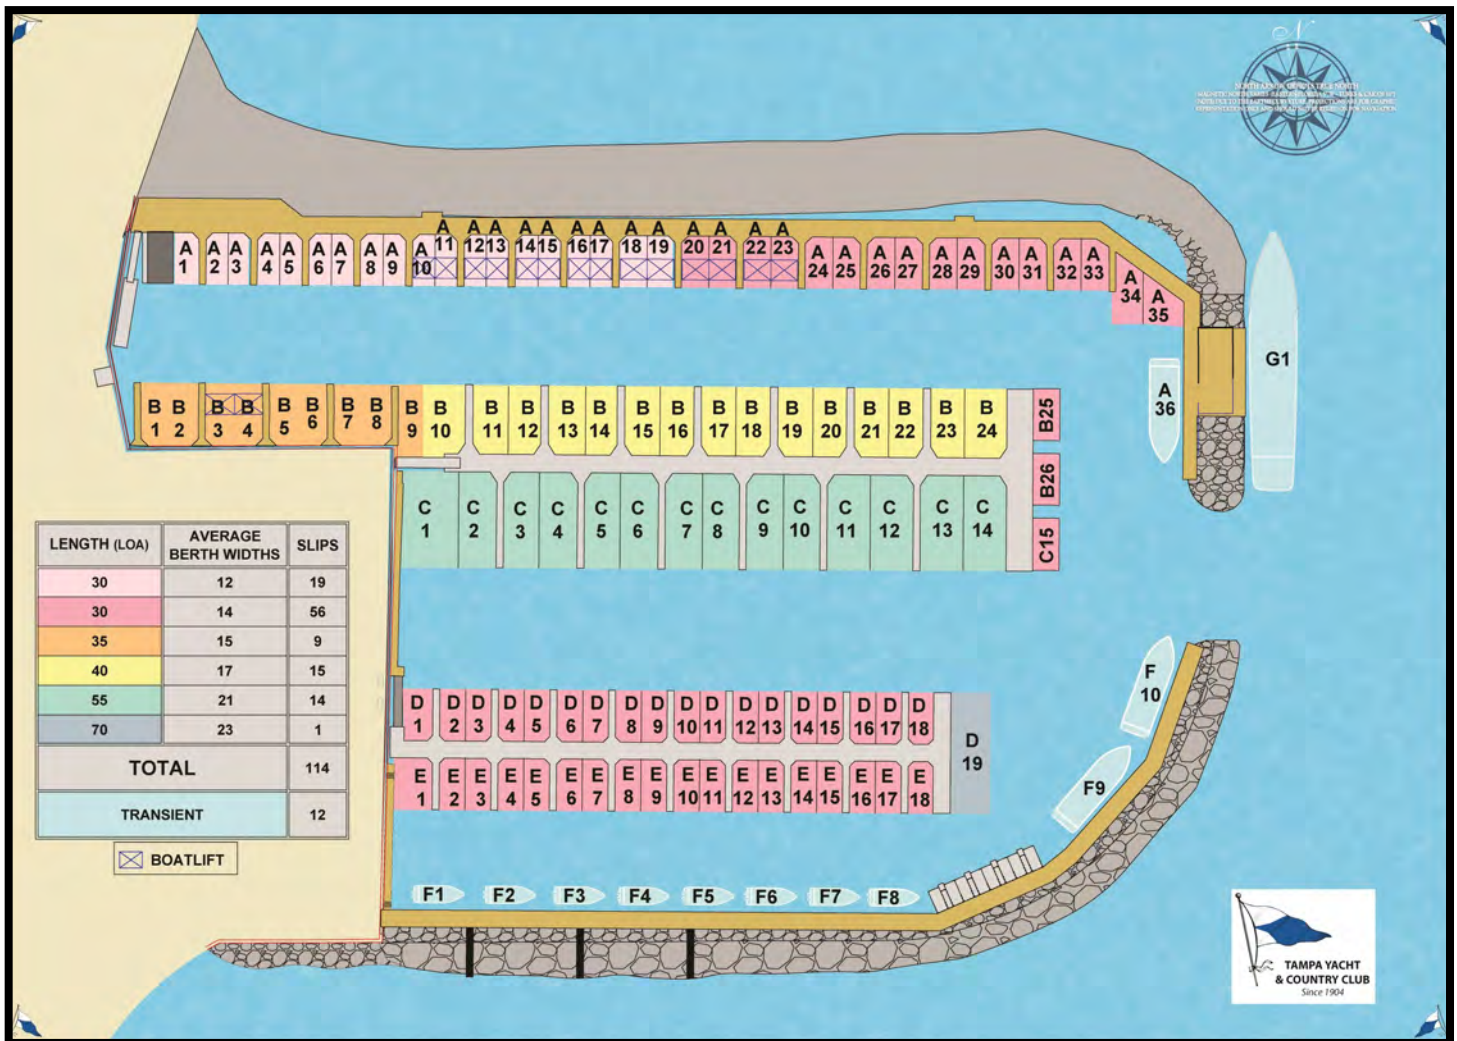 N
NORTH ARROW DEPICTS TRUE NORTH
A 1
A 2
A 3
A 4
A 5
A 6
A 7
A 8
A 9
A 10
A 11
A 12
A 13
A 14
A 15
A 16
A 17
A 18
A 19
A 20
A 21
A 22
A 23
A 24
A 25
A 26
A 27
A 28
A 29
A 30
A 31
A 32
A 33
A 34
A 35
A 36
G1
B 1
B 2
B 3
B 4
B 5
B 6
B 7
B 8
B 9
B 10
B 11
B 12
B 13
B 14
B 15
B 16
B 17
B 18
B 19
B 20
B 21
B 22
B 23
B 24
B25
B26
C15
C 1
C 2
C 3
C 4
C 5
C 6
C 7
C 8
C 9
C 10
C 11
C 12
C 13
C 14
LENGTH (LOA) AVERAGE BERTH WIDTHS SLIPS
30 12 19
30 14 56
35 15 9
40 17 15
55 21 14
70 23 1
TOTAL 114
TRANSIENT 12
BOATLIFT
D 1
D 2
D 3
D 4
D 5
D 6
D 7
D 8
D 9
D 10
D 11
D 12
D 13
D 14
D 15
D 16
D 17
D 18
D 19
E 1
E 2
E 3
E 4
E 5
E 6
E 7
E 8
E 9
E 10
E 11
E 12
E 13
E 14
E 15
E 16
E 17
E 18
F 10
F9
F1
F2
F3
F4
F5
F6
F7
F8
TAMPA YACHT
& COUNTRY CLUB
Since 1904